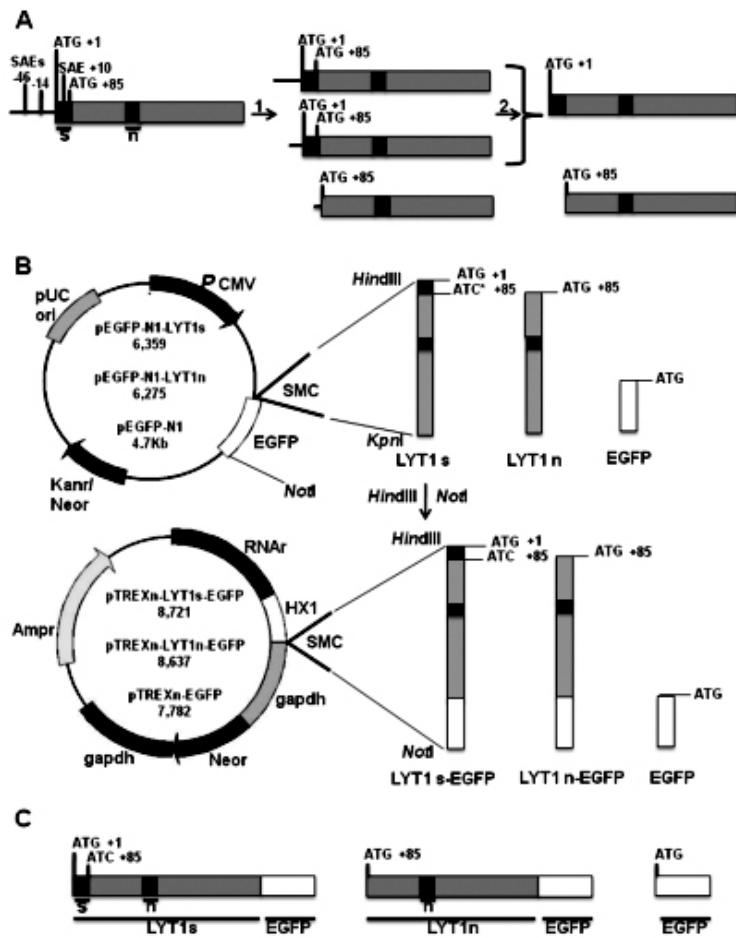 A
ATG +1
SAEs
-46
-14
SAE +10
ATG +85
s
n
1
ATG +1
ATG +85
ATG +1
ATG +85
ATG +85
2
ATG +1
ATG +85
B
P CMV
pUC
ori
pEGFP-N1-LYT1s
6,359
pEGFP-N1-LYT1n
6,275
pEGFP-N1
4.7Kb
Kanr/
Neor
EGFP
SMC
NotI
HindIII
KpnI
ATG +1
ATC* +85
LYT1s
ATG +85
LYT1n
ATG
EGFP
HindIII NotI
RNAr
HX1
SMC
gapdh
Neor
gapdh
Ampr
pTREXn-LYT1s-EGFP
8,721
pTREXn-LYT1n-EGFP
8,637
pTREXn-EGFP
7,782
HindIII
NotI
ATG +1
ATC +85
LYT1s-EGFP
ATG +85
LYT1n-EGFP
ATG
EGFP
C
ATG +1
ATC +85
s
n
LYT1s
EGFP
ATG +85
n
LYT1n
EGFP
ATG
EGFP